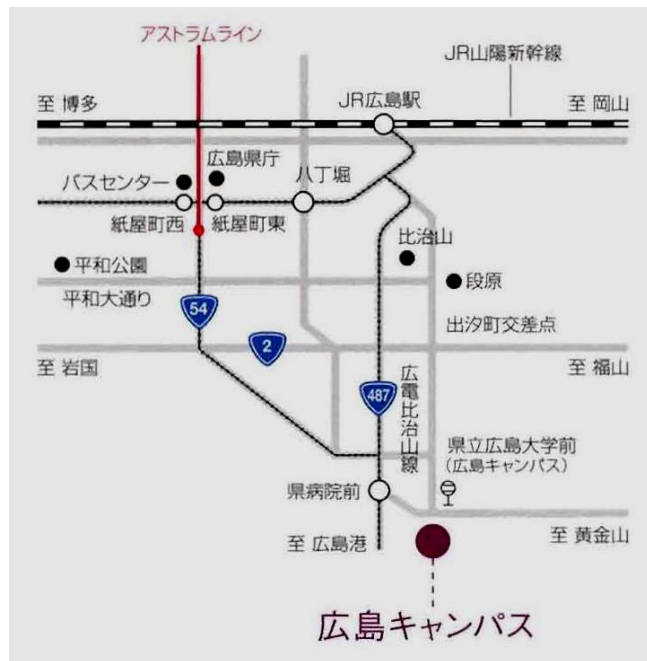 アストラムライン
JR山陽新幹線
至 博多
JR広島駅
至 岡山
広島県庁
八丁堀
バスセンター
紙屋町西
紙屋町東
比治山
平和公園
段原
平和大通り
54
出汐町交差点
2
至 岩国
至 福山
487
広電比治山線
県立広島大学前
(広島キャンパス)
県病院前
至 広島港
至 黄金山
広島キャンパス